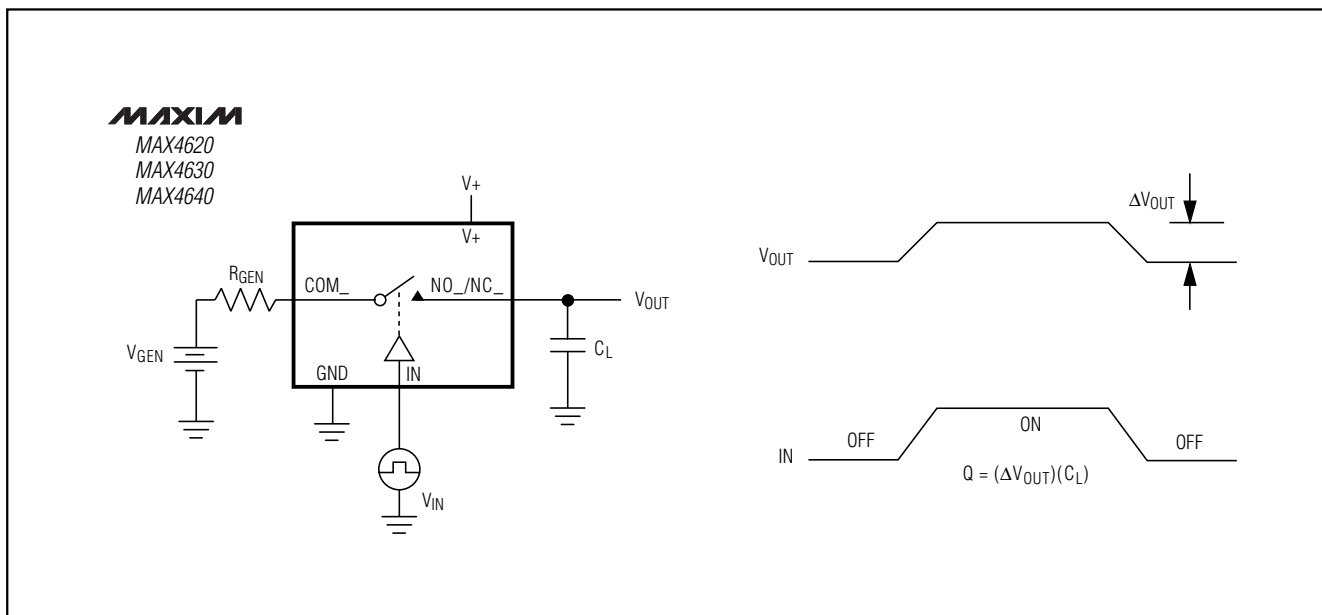 MAXIM
MAX4620
MAX4630
MAX4640
V+
V+
RGEN
COM_
NO_/NC_
VOUT
VGEN
GND
IN
CL
VIN
ΔVOUT
VOUT
OFF
ON
OFF
IN
Q = (ΔVOUT)(CL)